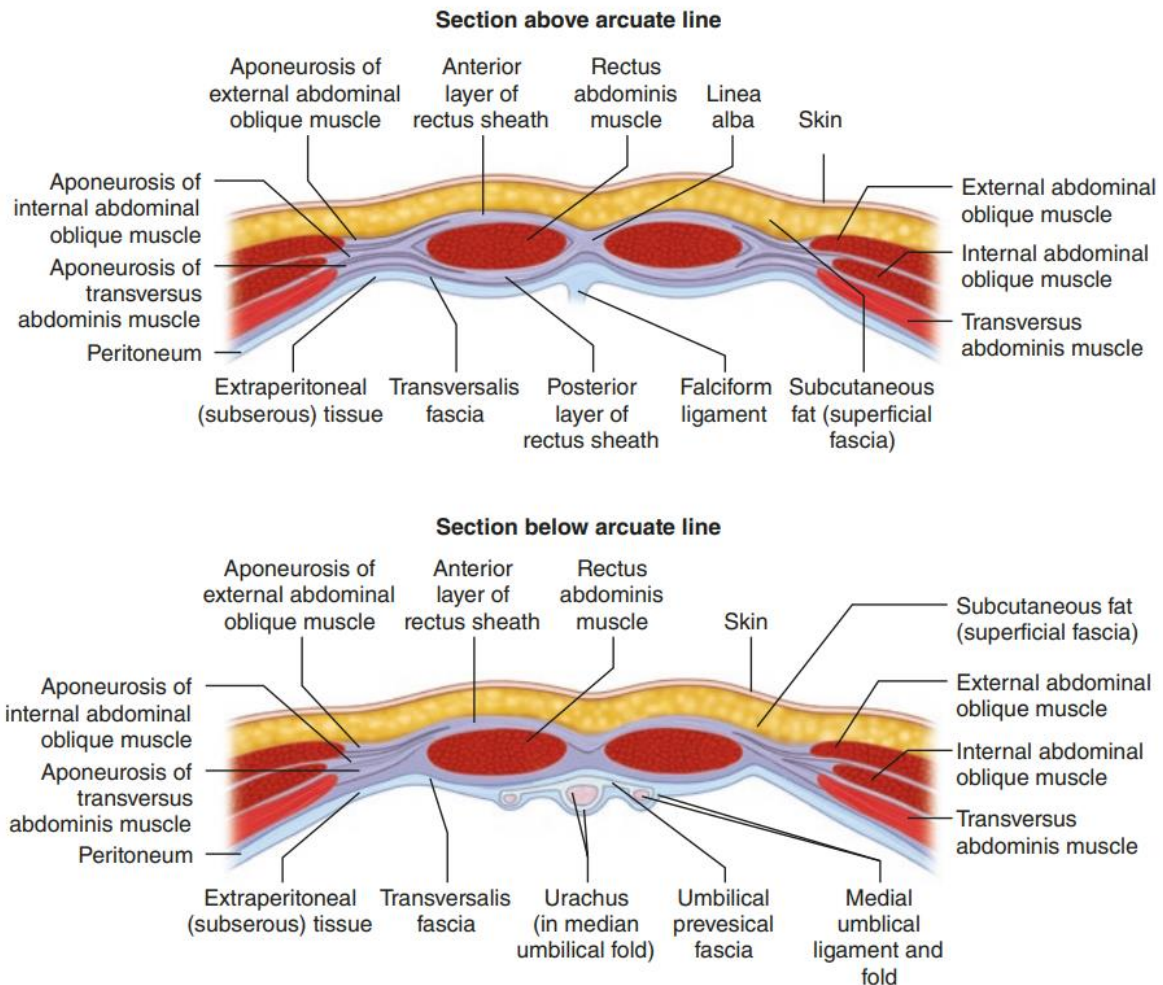 Section above arcuate line
Aponeurosis of
external abdominal
oblique muscle
Anterior
layer of
rectus sheath
Rectus
abdominis
muscle
Linea
alba
Skin
Aponeurosis of
internal abdominal
oblique muscle
Aponeurosis of
transversus
abdominis muscle
Peritoneum
External abdominal
oblique muscle
Internal abdominal
oblique muscle
Transversus
abdominis muscle
Extraperitoneal
(subserous) tissue
Transversalis
fascia
Posterior
layer of
rectus sheath
Falciform
ligament
Subcutaneous
fat (superficial
fascia)
Section below arcuate line
Aponeurosis of
external abdominal
oblique muscle
Anterior
layer of
rectus sheath
Rectus
abdominis
muscle
Skin
Subcutaneous fat
(superficial fascia)
Aponeurosis of
internal abdominal
oblique muscle
Aponeurosis of
transversus
abdominis muscle
Peritoneum
External abdominal
oblique muscle
Internal abdominal
oblique muscle
Transversus
abdominis muscle
Extraperitoneal
(subserous) tissue
Transversalis
fascia
Urachus
(in median
umbilical fold)
Umbilical
prevesical
fascia
Medial
umblical
ligament and
fold